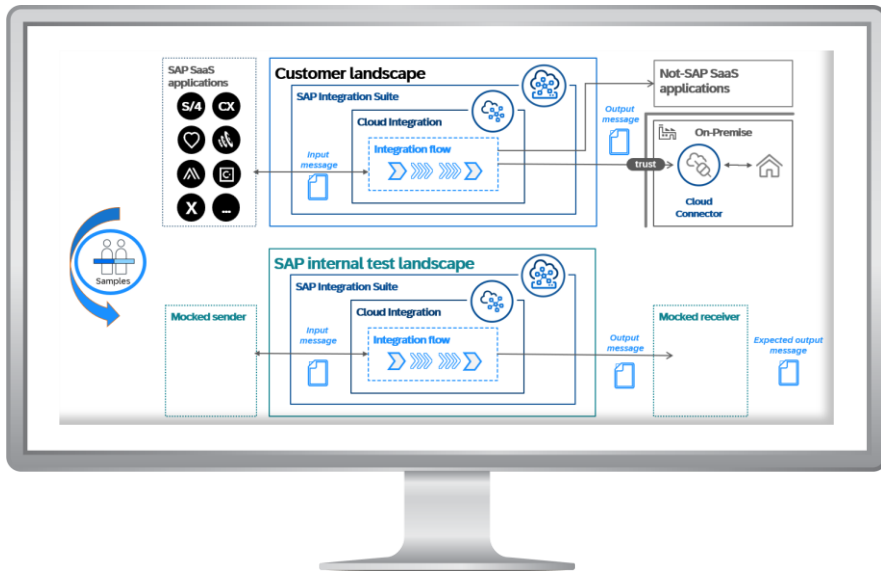 SAP SaaS
applications
S/4
CX
X
...
Customer landscape
SAP Integration Suite
Cloud Integration
Integration flow
Input
message
Output
message
Not-SAP SaaS
applications
On-Premise
trust
Cloud
Connector
Samples
SAP internal test landscape
SAP Integration Suite
Cloud Integration
Integration flow
Mocked sender
Input
message
Output
message
Mocked receiver
Expected output
message